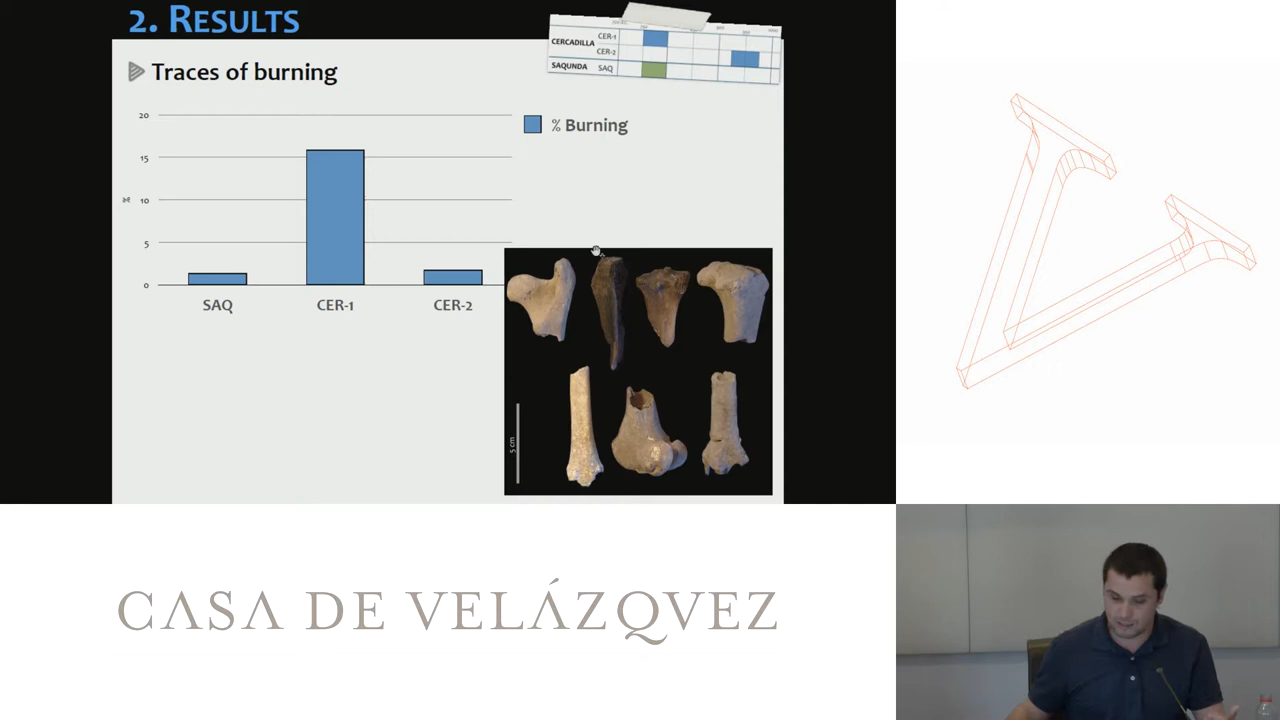 2. RESULTS
CERCADILLA
CER-1
CER-2
SAQUNDA
SAQ
Traces of burning
% Burning
20
15
10
5
0
%
SAQ
CER-1
CER-2
5 cm
CASA DE VELÁZQVEZ